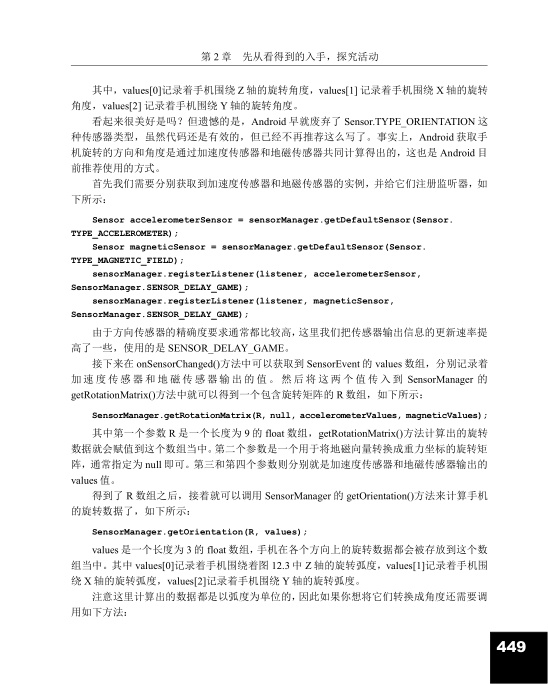 第 2 章　先从看得到的入手，探究活动
其中，values[0]记录着手机围绕 Z 轴的旋转角度，values[1] 记录着手机围绕 X 轴的旋转
角度，values[2] 记录着手机围绕 Y 轴的旋转角度。
看起来很美好是吗？但遗憾的是，Android 早就废弃了 Sensor.TYPE_ORIENTATION 这
种传感器类型，虽然代码还是有效的，但已经不再推荐这么写了。事实上，Android 获取手
机旋转的方向和角度是通过加速度传感器和地磁传感器共同计算得出的，这也是 Android 目
前推荐使用的方式。
首先我们需要分别获取到加速度传感器和地磁传感器的实例，并给它们注册监听器，如
下所示：
Sensor accelerometerSensor = sensorManager.getDefaultSensor(Sensor.
TYPE_ACCELEROMETER);
Sensor magneticSensor = sensorManager.getDefaultSensor(Sensor.
TYPE_MAGNETIC_FIELD);
sensorManager.registerListener(listener, accelerometerSensor,
SensorManager.SENSOR_DELAY_GAME);
sensorManager.registerListener(listener, magneticSensor,
SensorManager.SENSOR_DELAY_GAME);
由于方向传感器的精确度要求通常都比较高，这里我们把传感器输出信息的更新速率提
高了一些，使用的是 SENSOR_DELAY_GAME。
接下来在 onSensorChanged()方法中可以获取到 SensorEvent 的 values 数组，分别记录着
加速度传感器和地磁传感器输出的值。然后将这两个值传入到 SensorManager 的
getRotationMatrix()方法中就可以得到一个包含旋转矩阵的 R 数组，如下所示：
SensorManager.getRotationMatrix(R, null, accelerometerValues, magneticValues);
其中第一个参数 R 是一个长度为 9 的 float 数组，getRotationMatrix()方法计算出的旋转
数据就会赋值到这个数组当中。第二个参数是一个用于将地磁向量转换成重力坐标的旋转矩
阵，通常指定为 null 即可。第三和第四个参数则分别就是加速度传感器和地磁传感器输出的
values 值。
得到了 R 数组之后，接着就可以调用 SensorManager 的 getOrientation()方法来计算手机
的旋转数据了，如下所示：
SensorManager.getOrientation(R, values);
values 是一个长度为 3 的 float 数组，手机在各个方向上的旋转数据都会被存放到这个数
组当中。其中 values[0]记录着手机围绕着图 12.3 中 Z 轴的旋转弧度，values[1]记录着手机围
绕 X 轴的旋转弧度，values[2]记录着手机围绕 Y 轴的旋转弧度。
注意这里计算出的数据都是以弧度为单位的，因此如果你想将它们转换成角度还需要调
用如下方法：
449